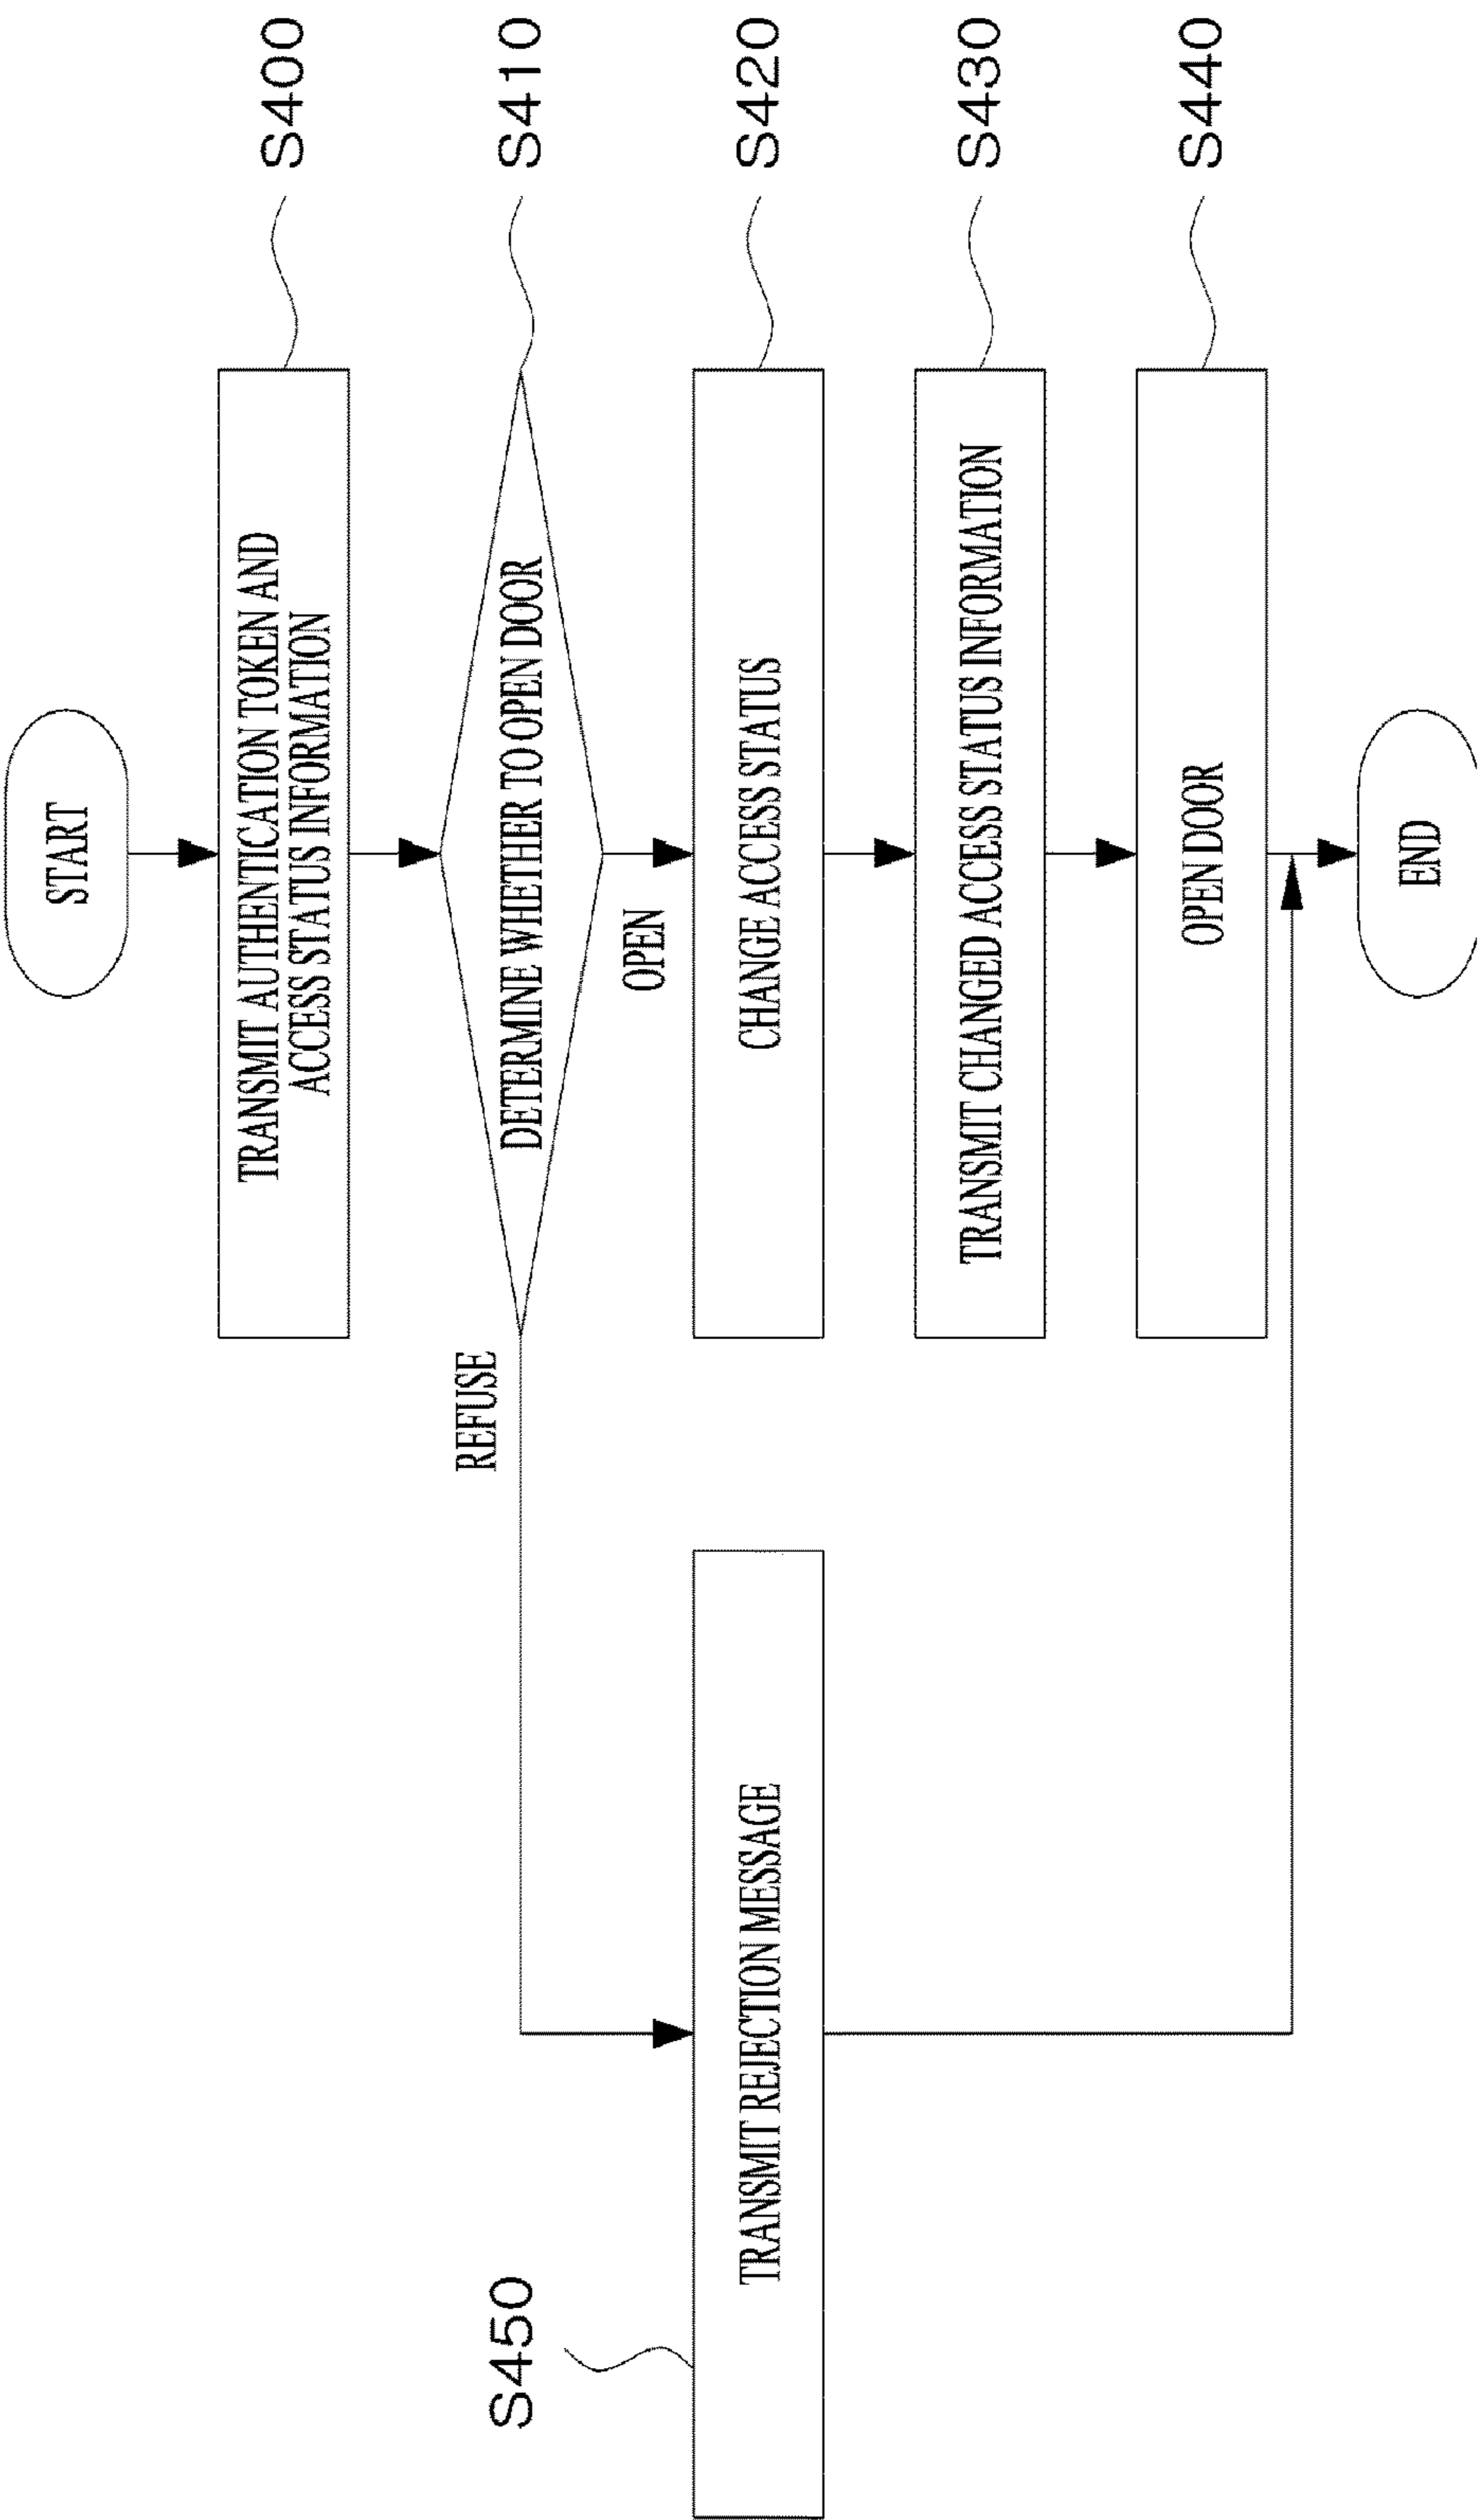 START
TRANSMIT AUTHENTICATION TOKEN AND
ACCESS STATUS INFORMATION
S400
DETERMINE WHETHER TO OPEN DOOR
S410
REFUSE
OPEN
CHANGE ACCESS STATUS
S420
TRANSMIT CHANGED ACCESS STATUS INFORMATION
S430
OPEN DOOR
S440
S450
TRANSMIT REJECTION MESSAGE
END